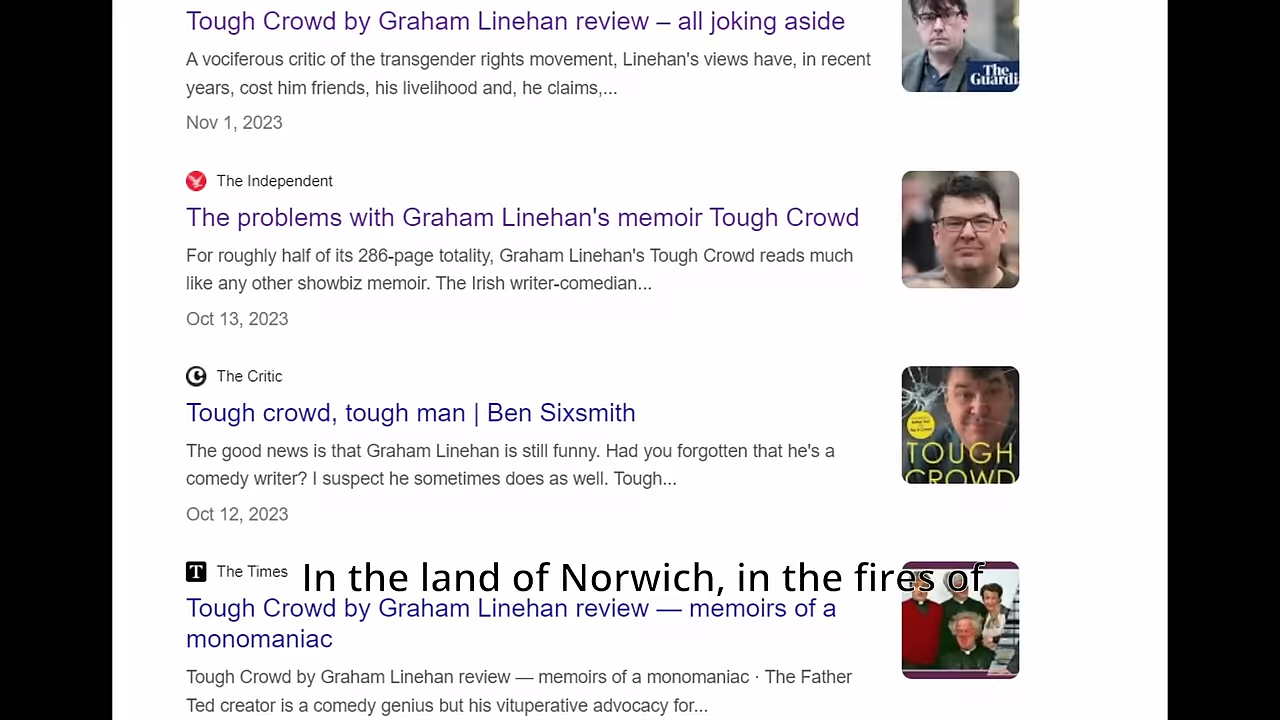 Tough Crowd by Graham Linehan review – all joking aside
A vociferous critic of the transgender rights movement, Linehan's views have, in recent
years, cost him friends, his livelihood and, he claims,...
Nov 1, 2023
The
Guardi
The Independent
The problems with Graham Linehan's memoir Tough Crowd
For roughly half of its 286-page totality, Graham Linehan's Tough Crowd reads much
like any other showbiz memoir. The Irish writer-comedian...
Oct 13, 2023
The Critic
Tough crowd, tough man | Ben Sixsmith
The good news is that Graham Linehan is still funny. Had you forgotten that he's a
comedy writer? I suspect he sometimes does as well. Tough...
Oct 12, 2023
TOUGH
CROWD
The Times
In the land of Norwich, in the fires of
Tough Crowd by Graham Linehan review — memoirs of a
monomaniac
Tough Crowd by Graham Linehan review — memoirs of a monomaniac · The Father
Ted creator is a comedy genius but his vituperative advocacy for...